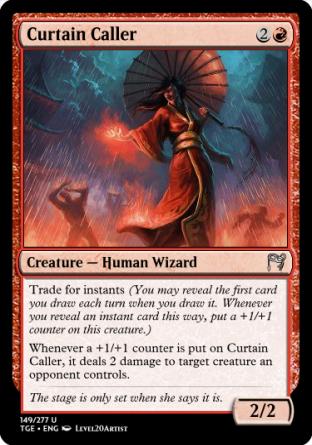 Curtain Caller 2
Creature — Human Wizard
Trade for instants (You may reveal the first card
you draw each turn when you draw it. Whenever
you reveal an instant card this way, put a +1/+1
counter on this creature.)
Whenever a +1/+1 counter is put on Curtain
Caller, it deals 2 damage to target creature an
opponent controls.
The stage is only set when she says it is.
2/2
149/277 U
TGE • ENG Level20Artist